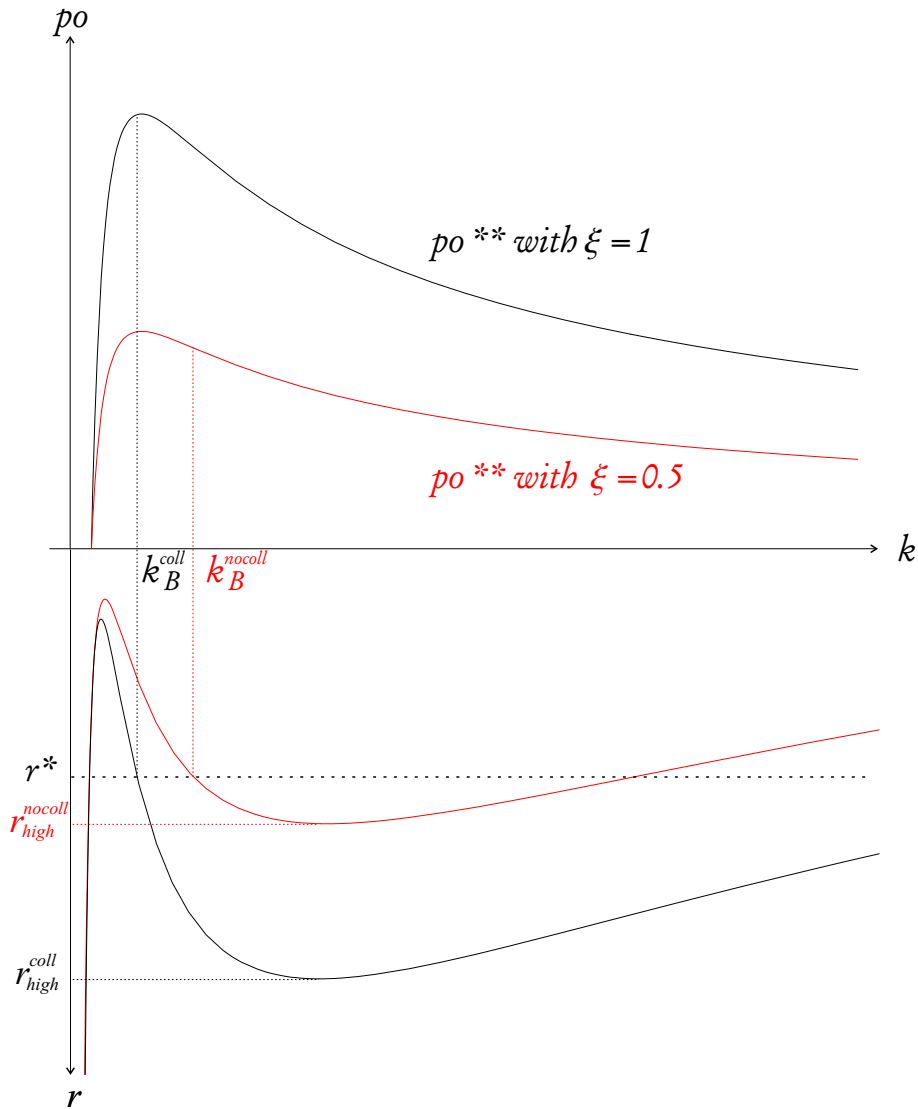 po
po ** with ξ = 1
po ** with ξ = 0.5
k
k_B^coll
k_B^nocoll
r*
r_high^nocoll
r_high^coll
r